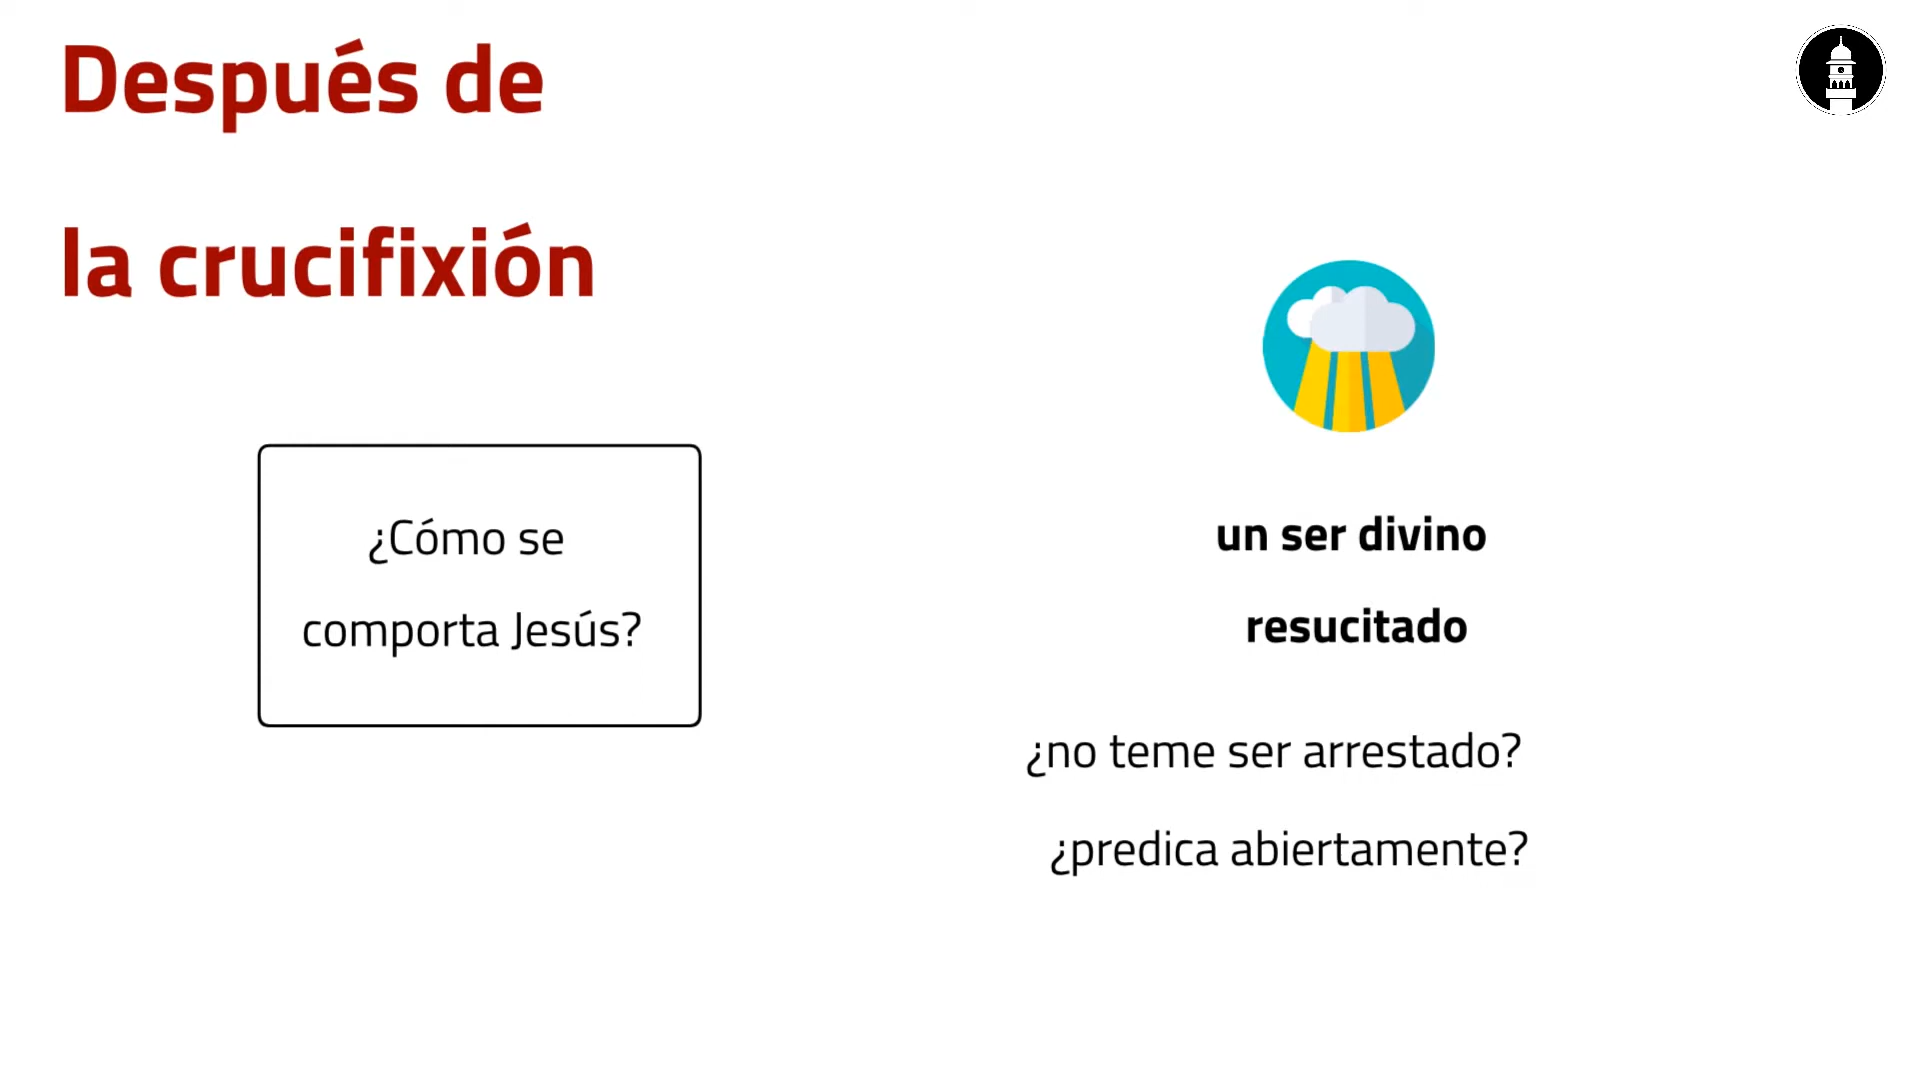 Después de
la crucifixión
¿Cómo se
comporta Jesús?
un ser divino
resucitado
¿no teme ser arrestado?
¿predica abiertamente?